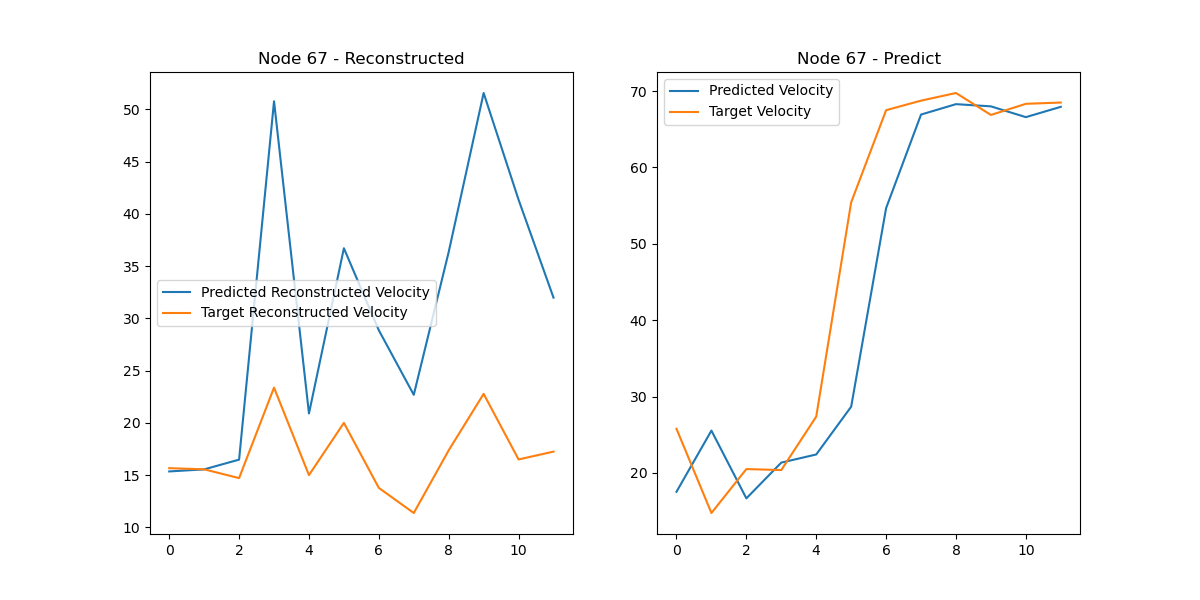 Node 67 - Reconstructed
50
45
40
35
30
25
20
15
10
Predicted Reconstructed Velocity
Target Reconstructed Velocity
0 2 4 6 8 10
Node 67 - Predict
70
60
50
40
30
20
Predicted Velocity
Target Velocity
0 2 4 6 8 10